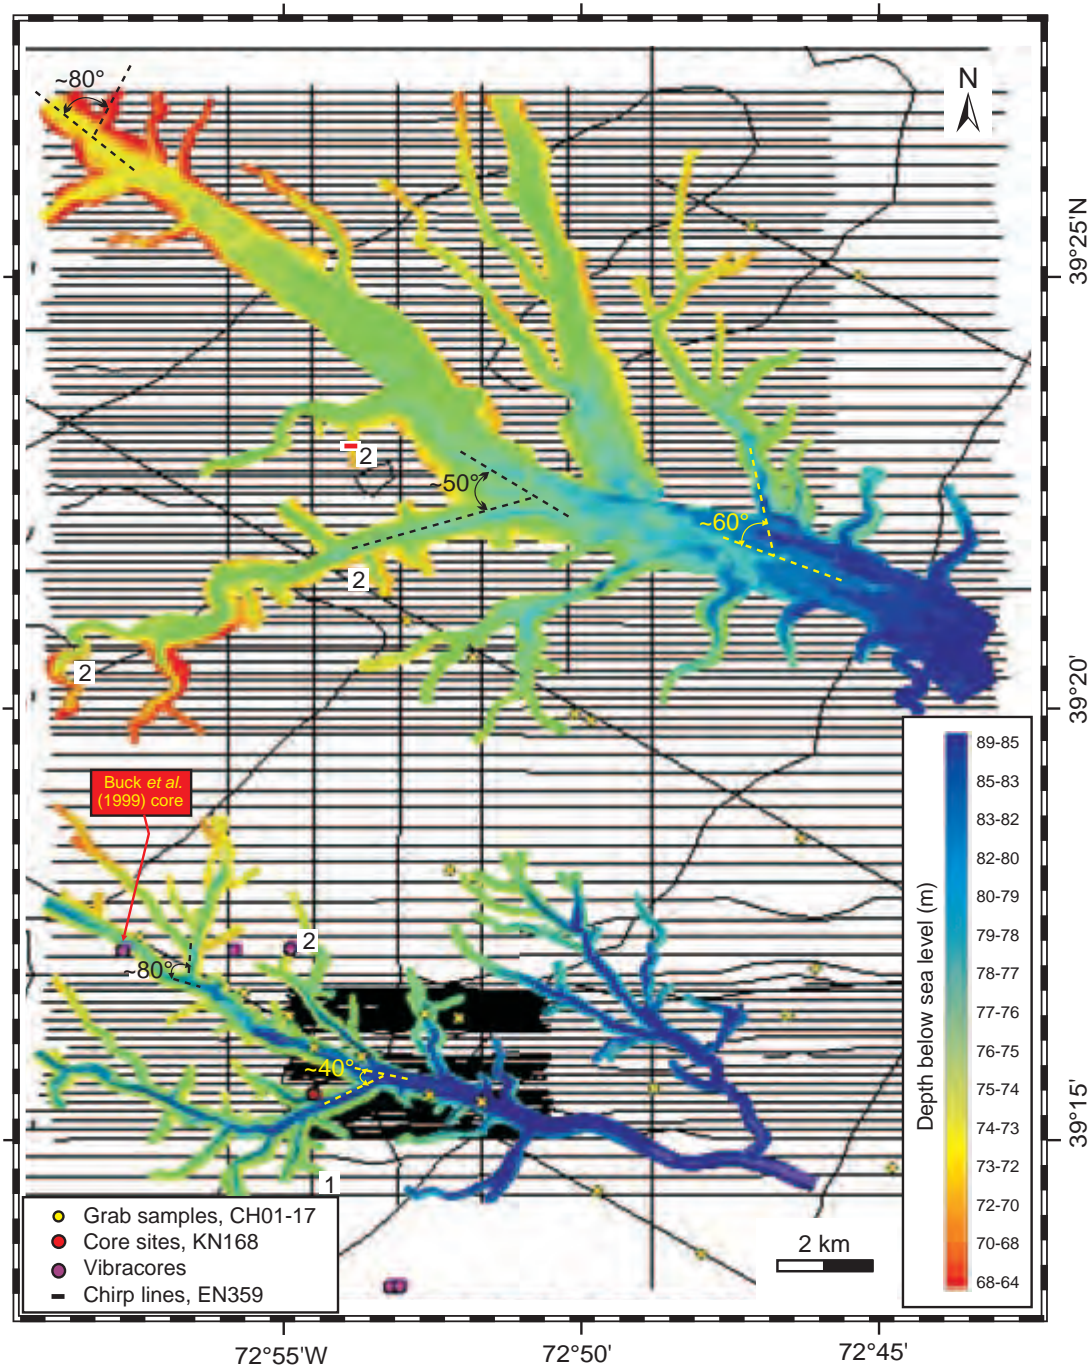 ~80°
N
39°25'N
2
~50°
~60°
2
2
39°20'
Buck et al.
(1999) core
2
~80°
~40°
1
39°15'
Depth below sea level (m)
89-85
85-83
83-82
82-80
80-79
79-78
78-77
77-76
76-75
75-74
74-73
73-72
72-70
70-68
68-64
Grab samples, CH01-17
Core sites, KN168
Vibracores
Chirp lines, EN359
2 km
72°55'W
72°50'
72°45'